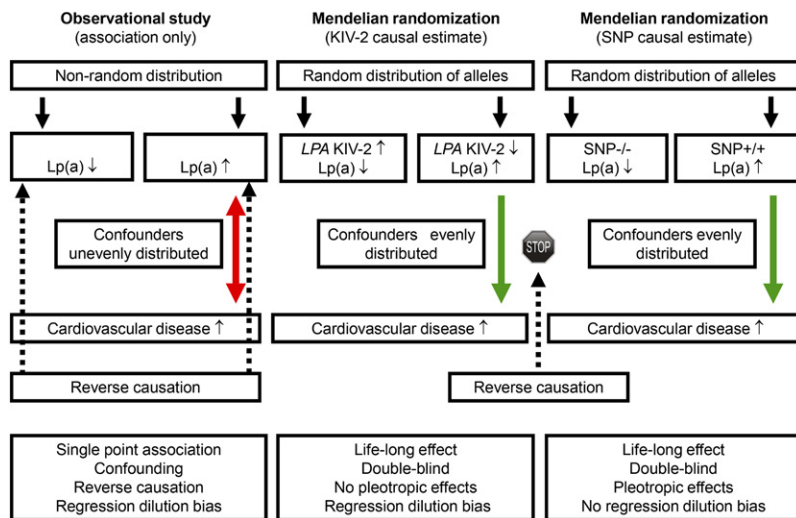 Observational study
(association only)
Non-random distribution
Lp(a) ↓
Lp(a) ↑
Confounders
unevenly distributed
Cardiovascular disease ↑
Reverse causation
Single point association
Confounding
Reverse causation
Regression dilution bias
Mendelian randomization
(KIV-2 causal estimate)
Random distribution of alleles
LPA KIV-2 ↑
Lp(a) ↓
LPA KIV-2 ↓
Lp(a) ↑
Confounders evenly
distributed
STOP
Cardiovascular disease ↑
Reverse causation
Life-long effect
Double-blind
No pleotropic effects
Regression dilution bias
Mendelian randomization
(SNP causal estimate)
Random distribution of alleles
SNP-/-
Lp(a) ↓
SNP+/+
Lp(a) ↑
Confounders evenly
distributed
Cardiovascular disease ↑
Life-long effect
Double-blind
Pleotropic effects
No regression dilution bias